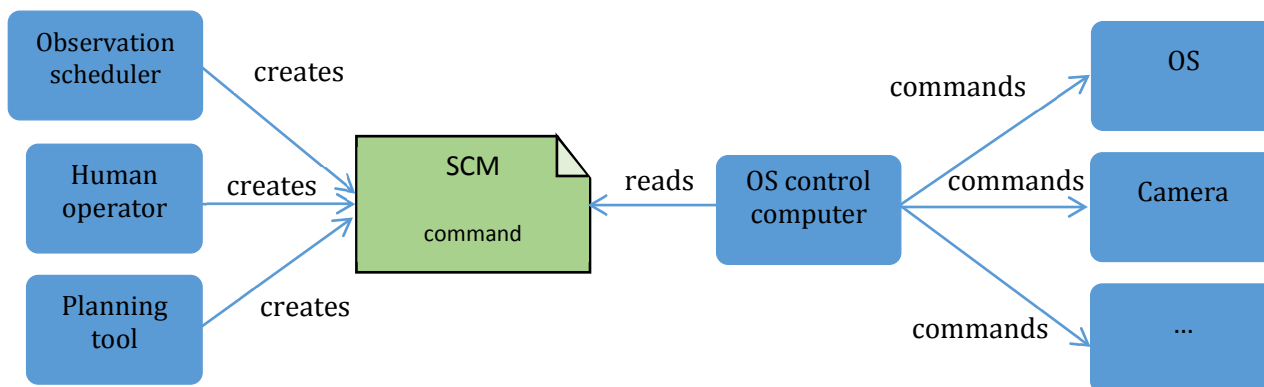 Observation
scheduler
creates
Human
operator
creates
Planning
tool
creates
SCM
command
reads
OS control
computer
commands
OS
commands
Camera
commands
...